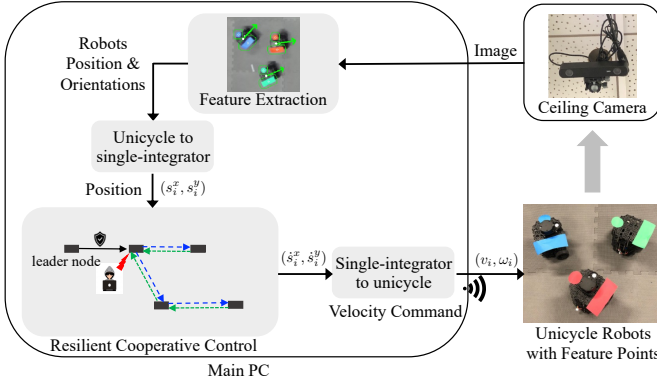 Robots
Position &
Orientations
Feature Extraction
Image
Ceiling Camera
Unicycle to
single-integrator
Position
(s_i^x, s_i^y)
leader node
Resilient Cooperative Control
(ṡ_i^x, ṡ_i^y)
Single-integrator
to unicycle
Velocity Command
(v_i, ω_i)
Unicycle Robots
with Feature Points
Main PC